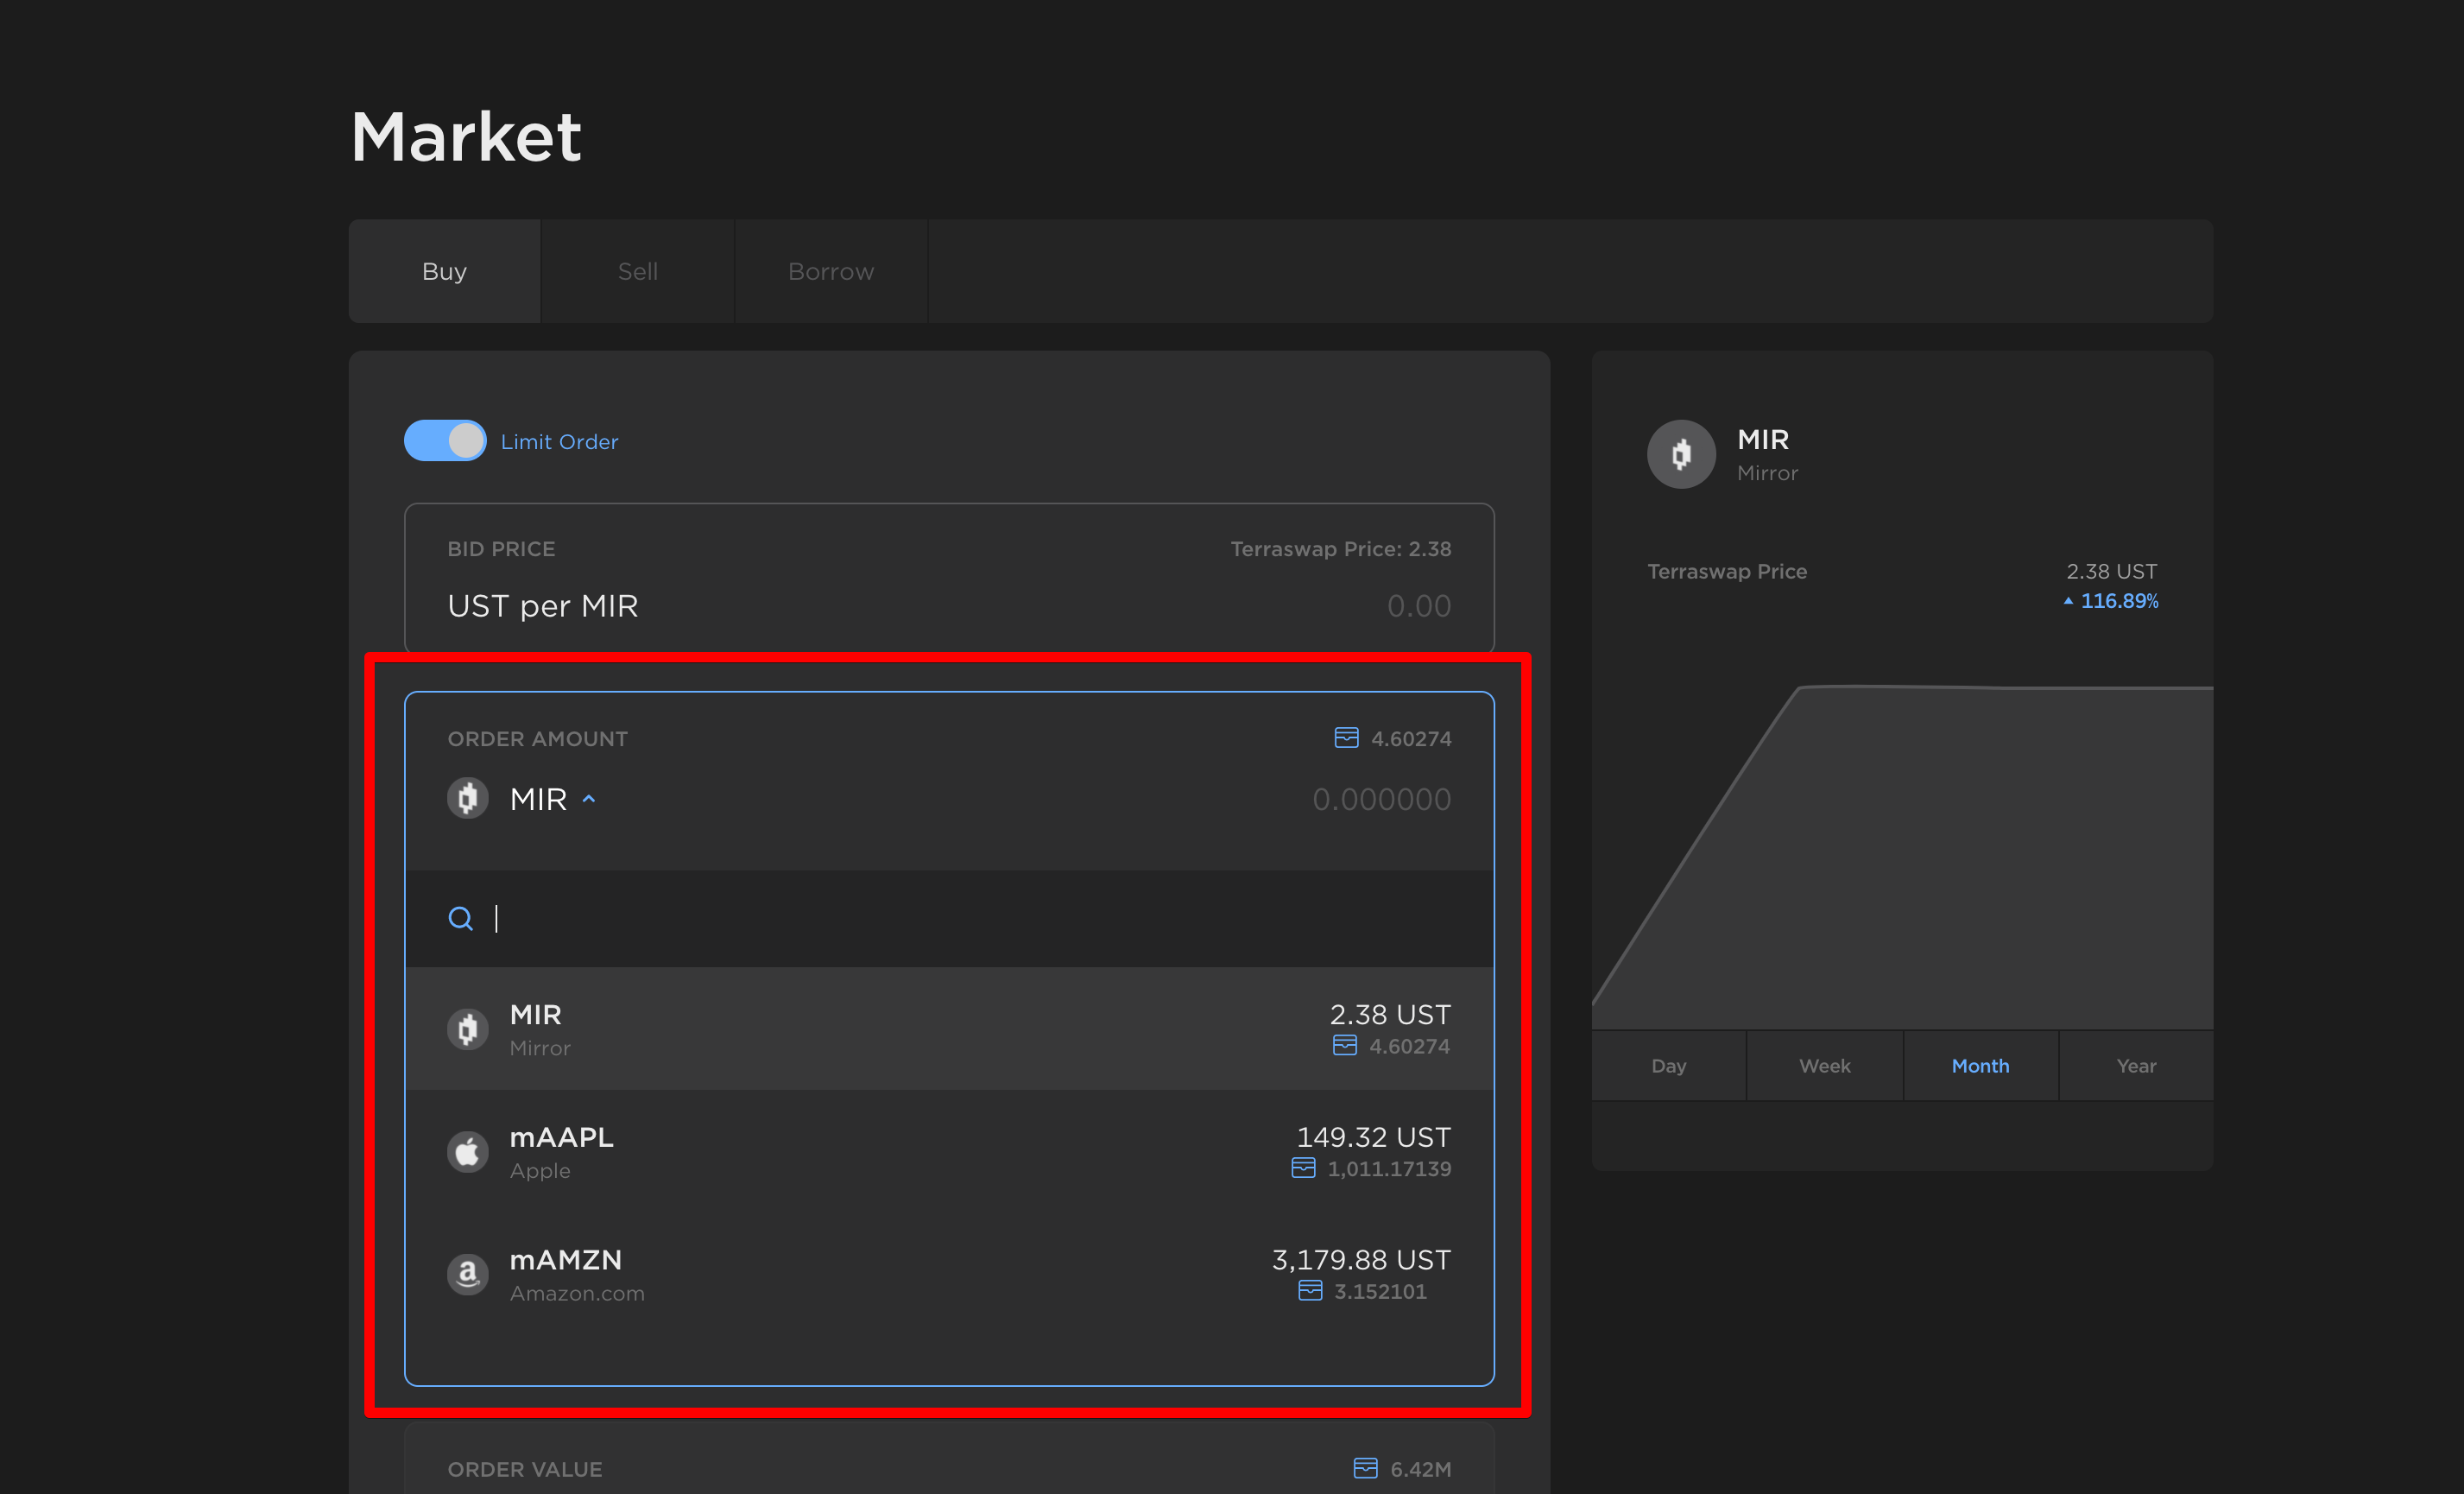 Market
Buy
Sell
Borrow
Limit Order
BID PRICE
Terraswap Price: 2.38
UST per MIR
0.00
ORDER AMOUNT
4.60274
MIR
0.000000
MIR
2.38 UST
Mirror
4.60274
mAAPL
149.32 UST
Apple
1,011.17139
mAMZN
3,179.88 UST
Amazon.com
3.152101
ORDER VALUE
6.42M
MIR
Mirror
Terraswap Price
2.38 UST
116.89%
Day
Week
Month
Year